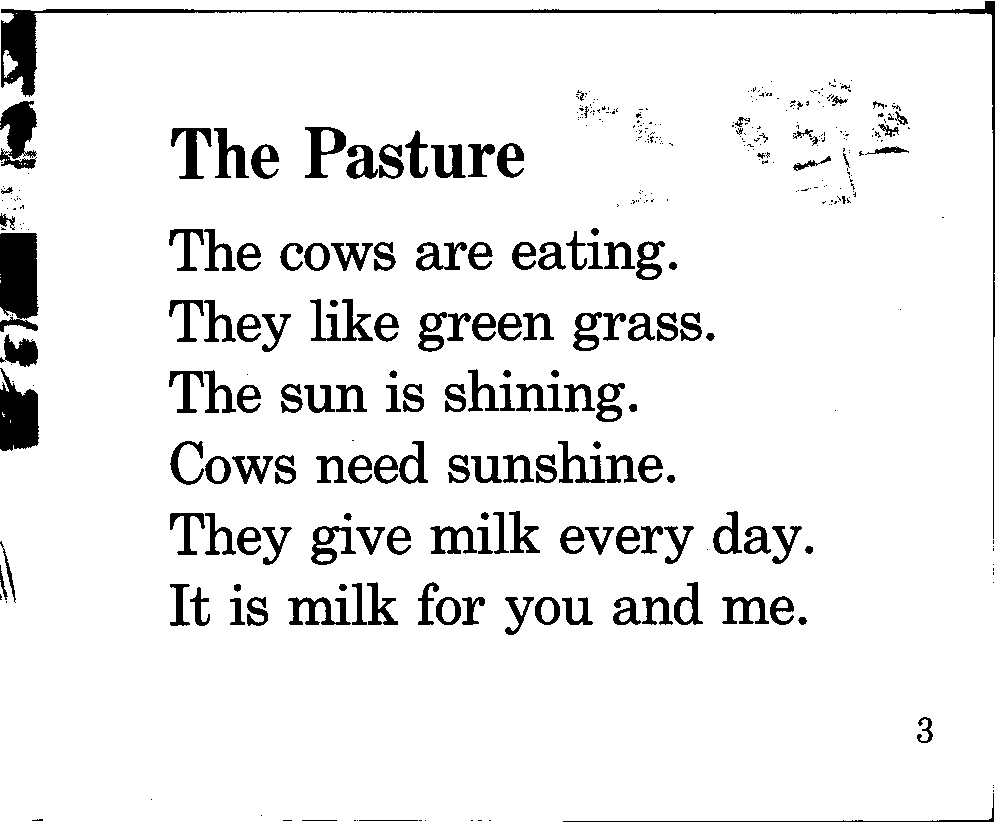 The Pasture
The cows are eating.
They like green grass.
The sun is shining.
Cows need sunshine.
They give milk every day.
It is milk for you and me.
3